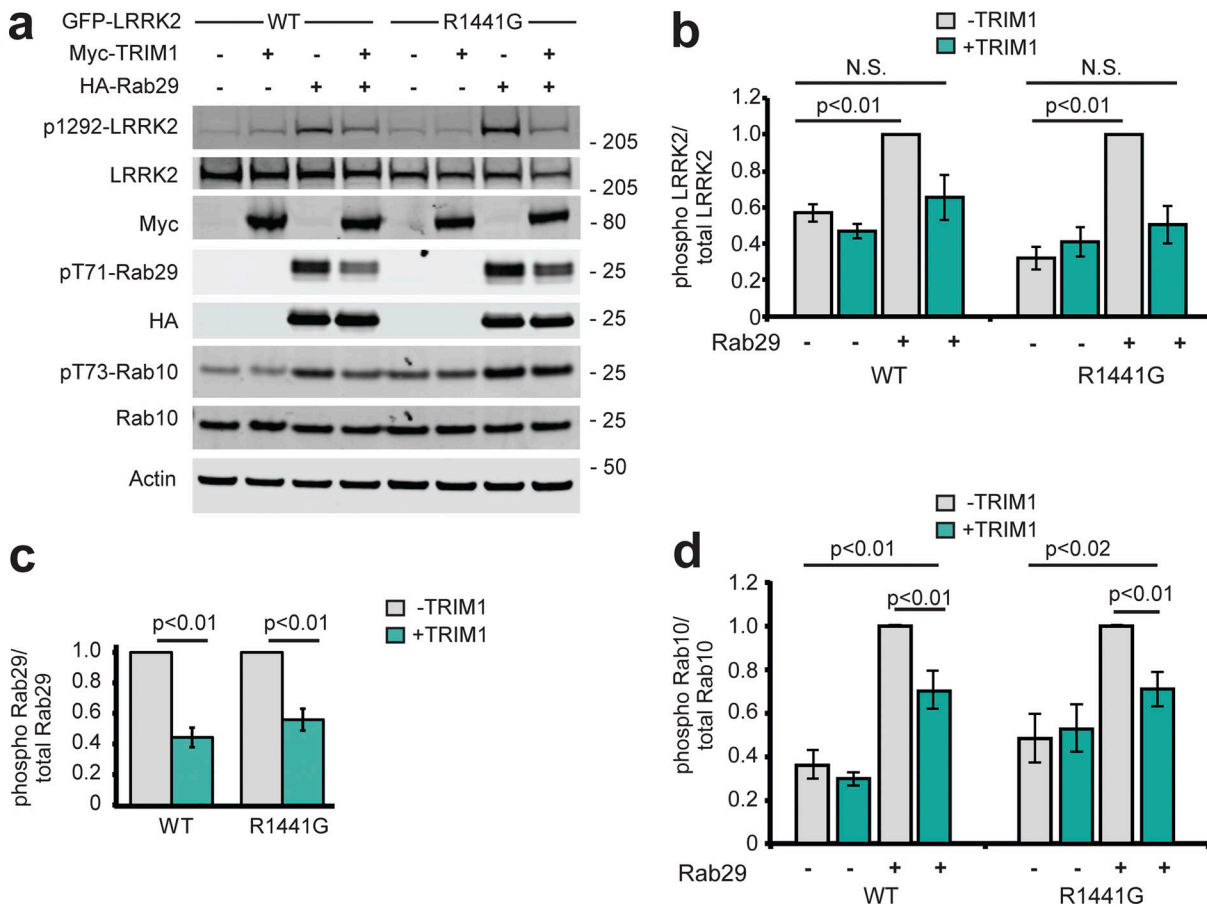 a
GFP-LRRK2 WT R1441G
Myc-TRIM1 - + - + - + - +
HA-Rab29 - - + + - - + +
p1292-LRRK2 - 205
LRRK2 - 205
Myc - 80
pT71-Rab29 - 25
HA - 25
pT73-Rab10 - 25
Rab10 - 25
- 50
Actin
b
-TRIM1
+TRIM1
N.S. N.S.
p<0.01 p<0.01
phospho LRRK2/
total LRRK2
1.2
1.0
0.8
0.6
0.4
0.2
0
Rab29 - - + + - - + +
WT R1441G
c
-TRIM1
+TRIM1
p<0.01 p<0.01
phospho Rab29/
total Rab29
1.0
0.8
0.6
0.4
0.2
0
WT R1441G
d
-TRIM1
+TRIM1
p<0.01 p<0.02
p<0.01 p<0.01
phospho Rab10/
total Rab10
1.2
1.0
0.8
0.6
0.4
0.2
0
Rab29 - - + + - - + +
WT R1441G